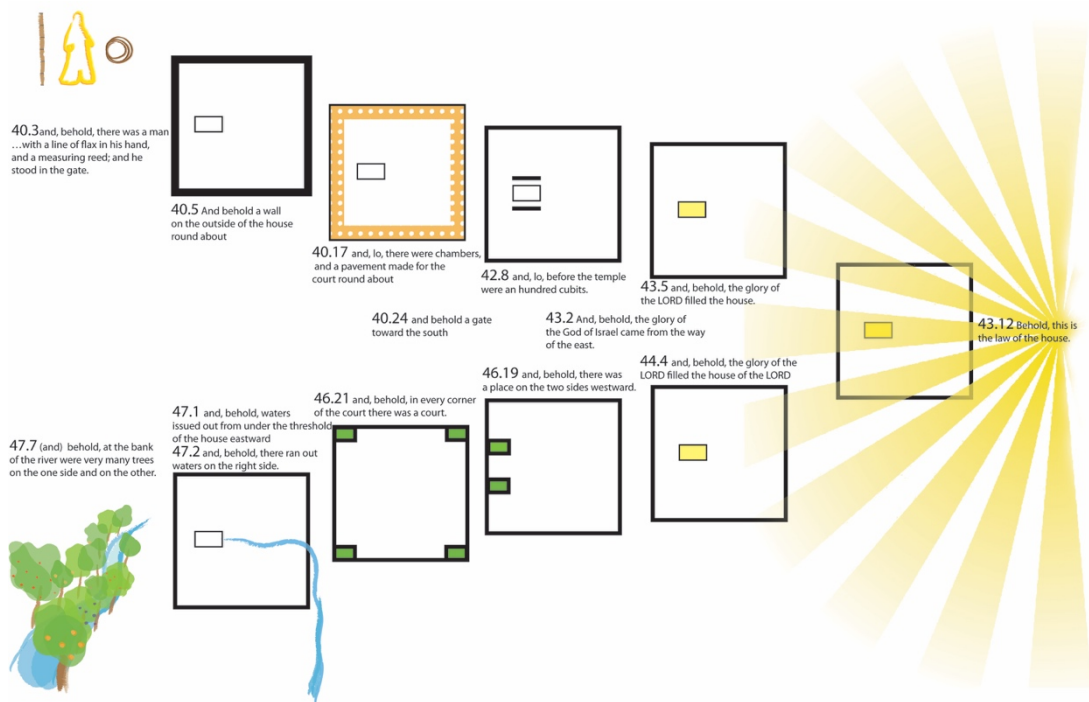 40.3and, behold, there was a man
…with a line of flax in his hand,
and a measuring reed; and he
stood in the gate.
40.5 And behold a wall
on the outside of the house
round about
40.17 and, lo, there were chambers,
and a pavement made for the
court round about
42.8 and, lo, before the temple
were an hundred cubits.
43.5 and, behold, the glory of
the LORD filled the house.
43.12 Behold, this is
the law of the house.
40.24 and behold a gate
toward the south
43.2 And, behold, the glory of
the God of Israel came from the way
of the east.
44.4 and, behold, the glory of the
LORD filled the house of the LORD
46.19 and, behold, there was
a place on the two sides westward.
46.21 and, behold, in every corner
of the court there was a court.
47.1 and, behold, waters
issued out from under the threshold
of the house eastward
47.2 and, behold, there ran out
waters on the right side.
47.7 (and) behold, at the bank
of the river were very many trees
on the one side and on the other.